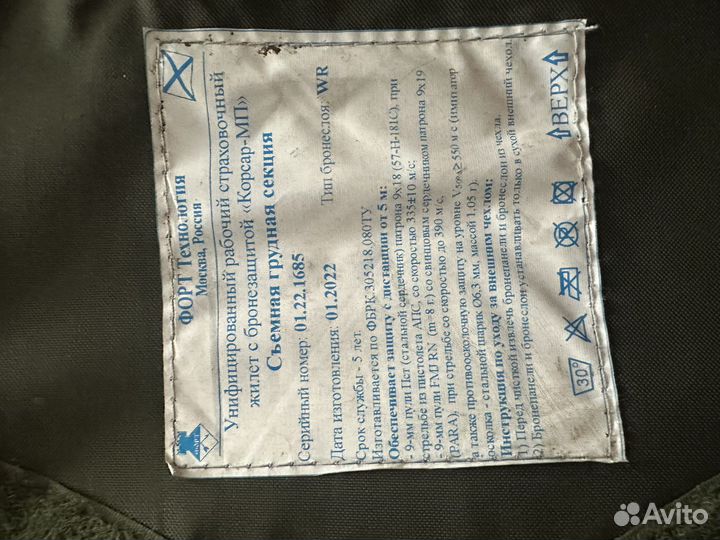 ФОРТ Технология
Москва, Россия
Унифицированный рабочий страховочный
жилет с бронезащитой «Корсар-МП»
Съемная грудная секция
Серийный номер: 01.22.1685
Дата изготовления: 01.2022 Тип бронеслоя: WR
Срок службы - 5 лет.
Изготавливается по ФБРК.305218.080ТУ
Обеспечивает защиту с дистанции от 5 м:
- 9-мм пули Пст (стальной сердечник) патрона 9х18 (57-Н-181С), при
стрельбе из пистолета АПС, со скоростью 335±10 м/с;
- 9-мм пули FMJ RN (m=8 г) со свинцовым сердечником патрона 9х19
(PARA), при стрельбе со скоростью до 390 м/с,
а также противоосколочную защиту на уровне V50%≥ 550 м/с (имитатор
осколка - стальной шарик Ø6,3 мм, массой 1,05 г).
Инструкция по уходу за внешним чехлом:
1) Перед чисткой извлечь бронепанели и бронеслои из чехла.
2) Бронепанели и бронеслои устанавливать только в сухой внешний чехол.
30°
ВЕРХ
Avito